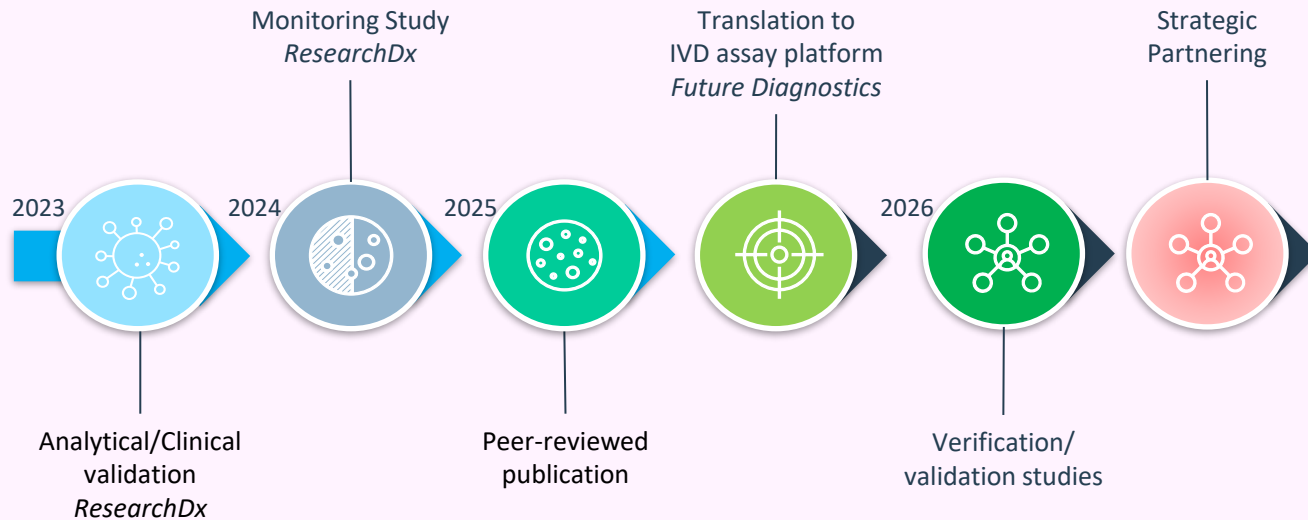 Monitoring Study
ResearchDx
Translation to
IVD assay platform
Future Diagnostics
Strategic
Partnering
2023
2024
2025
2026
Analytical/Clinical
validation
ResearchDx
Peer-reviewed
publication
Verification/
validation studies